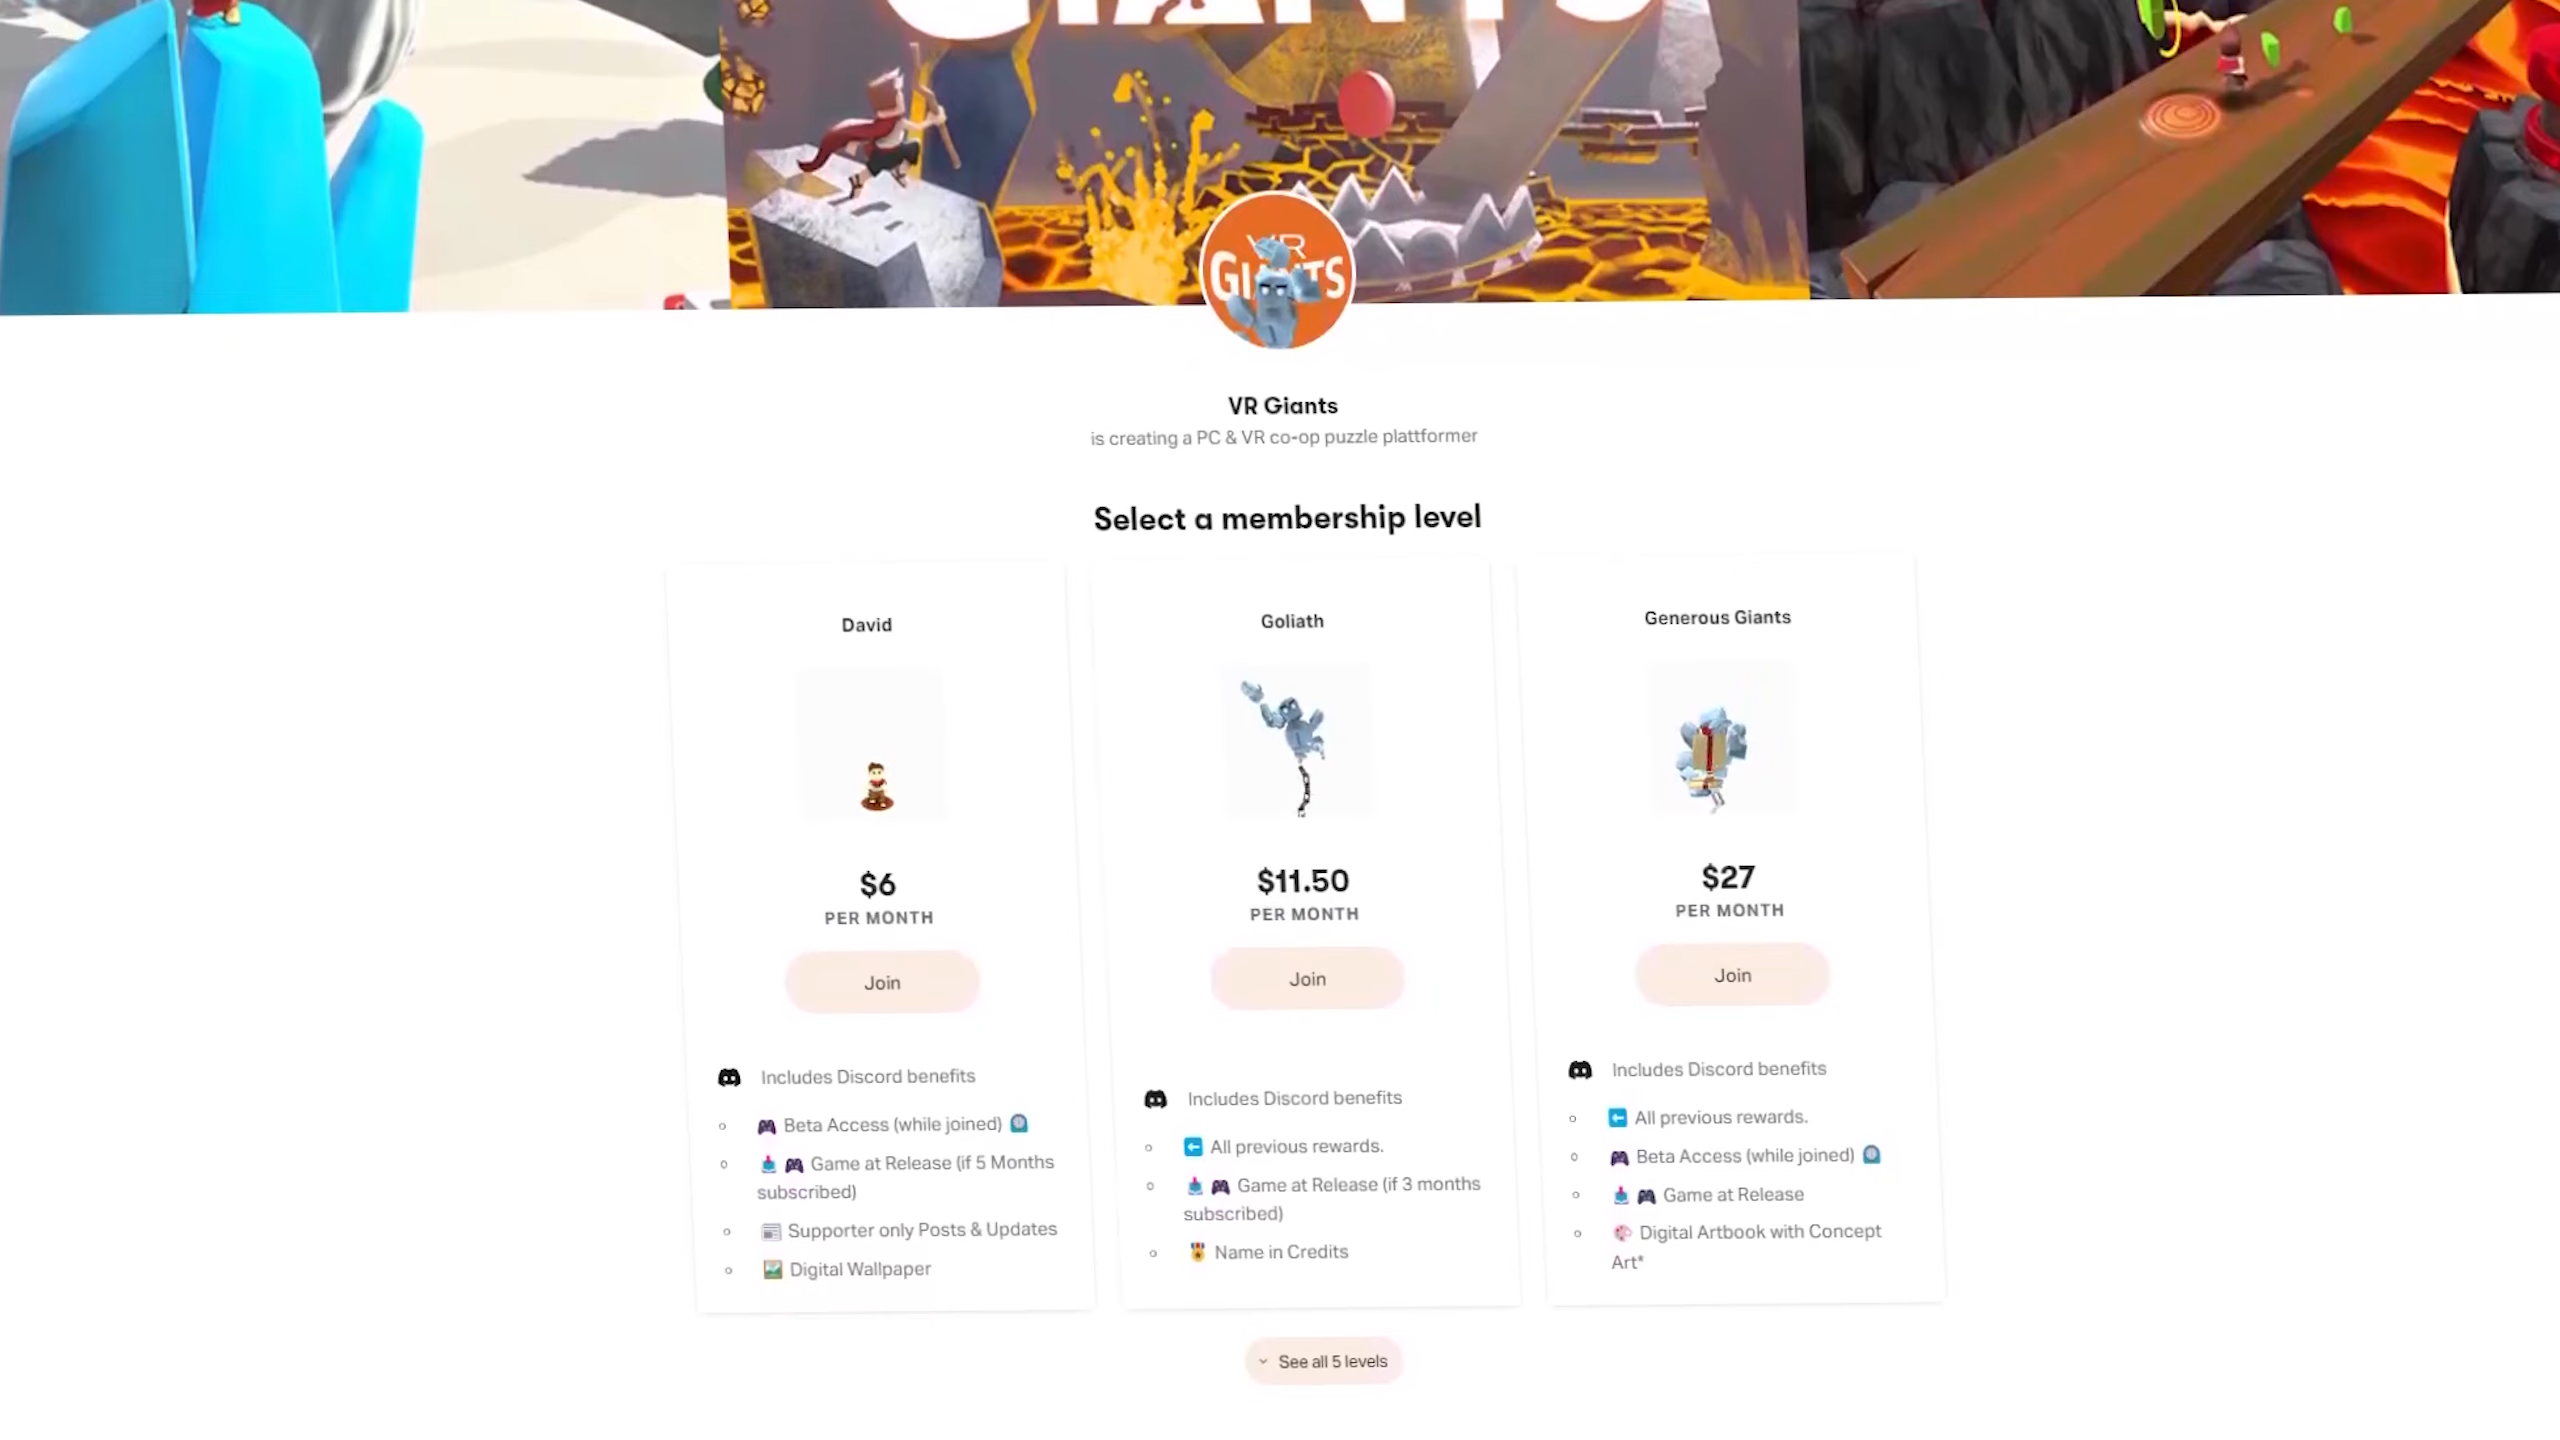 GIANTS
VR
GIANTS
VR Giants
is creating a PC & VR co-op puzzle plattformer
Select a membership level
David
$6
PER MONTH
Join
Includes Discord benefits
Beta Access (while joined)
Game at Release (if 5 Months
subscribed)
Supporter only Posts & Updates
Digital Wallpaper
Goliath
$11.50
PER MONTH
Join
Includes Discord benefits
All previous rewards.
Game at Release (if 3 months
subscribed)
Name in Credits
Generous Giants
$27
PER MONTH
Join
Includes Discord benefits
All previous rewards.
Beta Access (while joined)
Game at Release
Digital Artbook with Concept
Art*
See all 5 levels